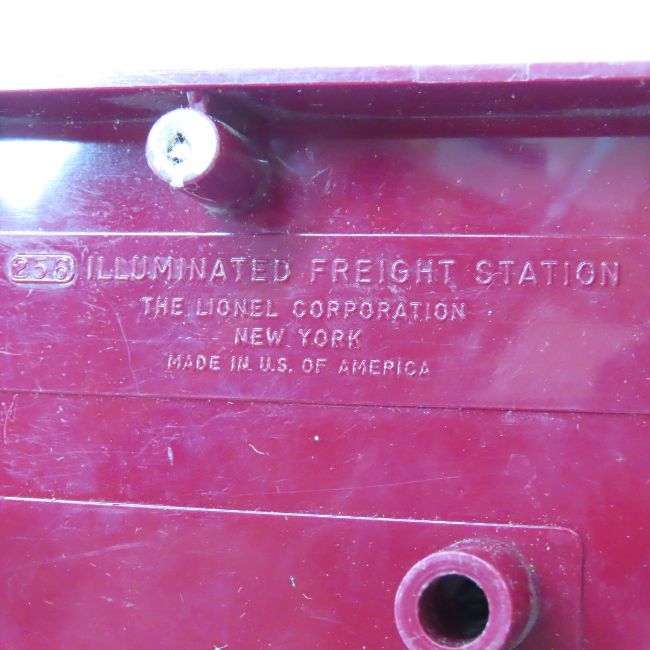 256 ILLUMINATED FREIGHT STATION
THE LIONEL CORPORATION
NEW YORK
MADE IN U.S. OF AMERICA